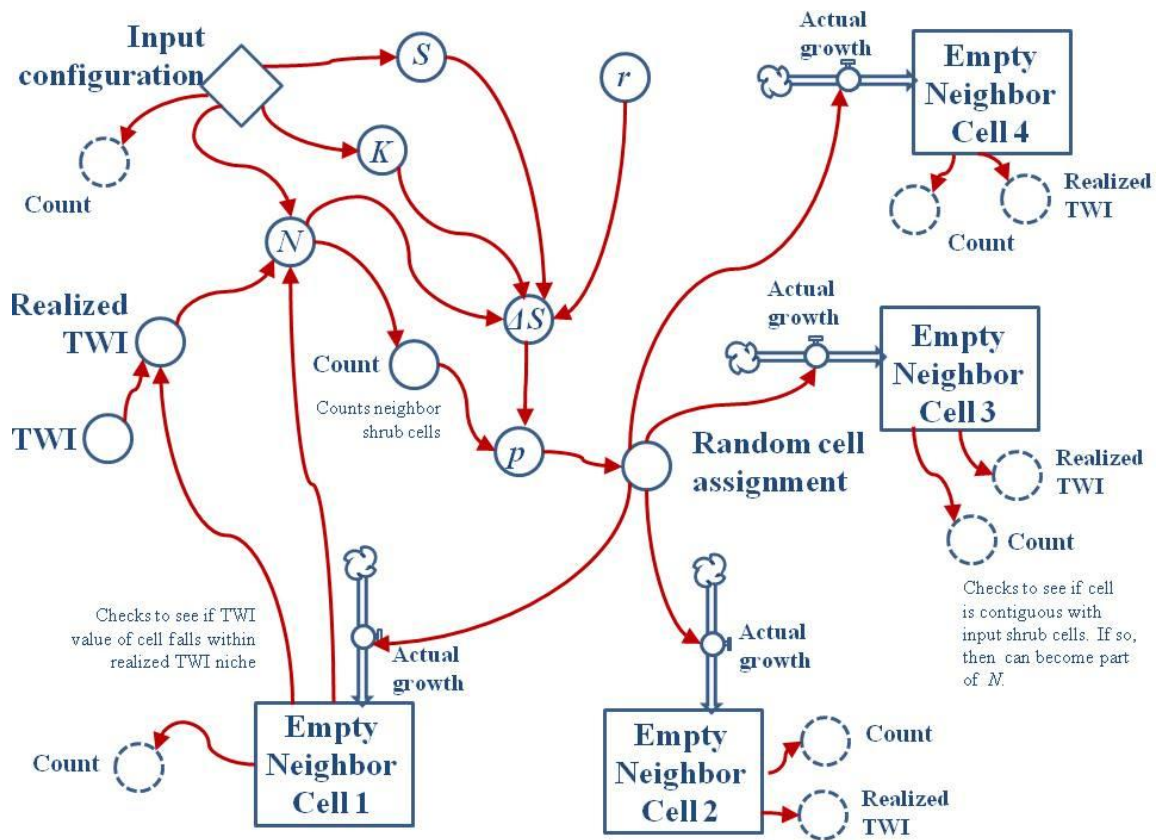 Input
configuration
S
r
K
Count
N
Realized
TWI
TWI
ΔS
Count
Counts neighbor
shrub cells
p
Random cell
assignment
Actual
growth
Empty
Neighbor
Cell 4
Realized
TWI
Count
Actual
growth
Empty
Neighbor
Cell 3
Realized
TWI
Count
Checks to see if cell
is contiguous with
input shrub cells. If so,
then can become part
of N.
Checks to see if TWI
value of cell falls within
realized TWI niche
Actual
growth
Empty
Neighbor
Cell 1
Count
Actual
growth
Empty
Neighbor
Cell 2
Count
Realized
TWI